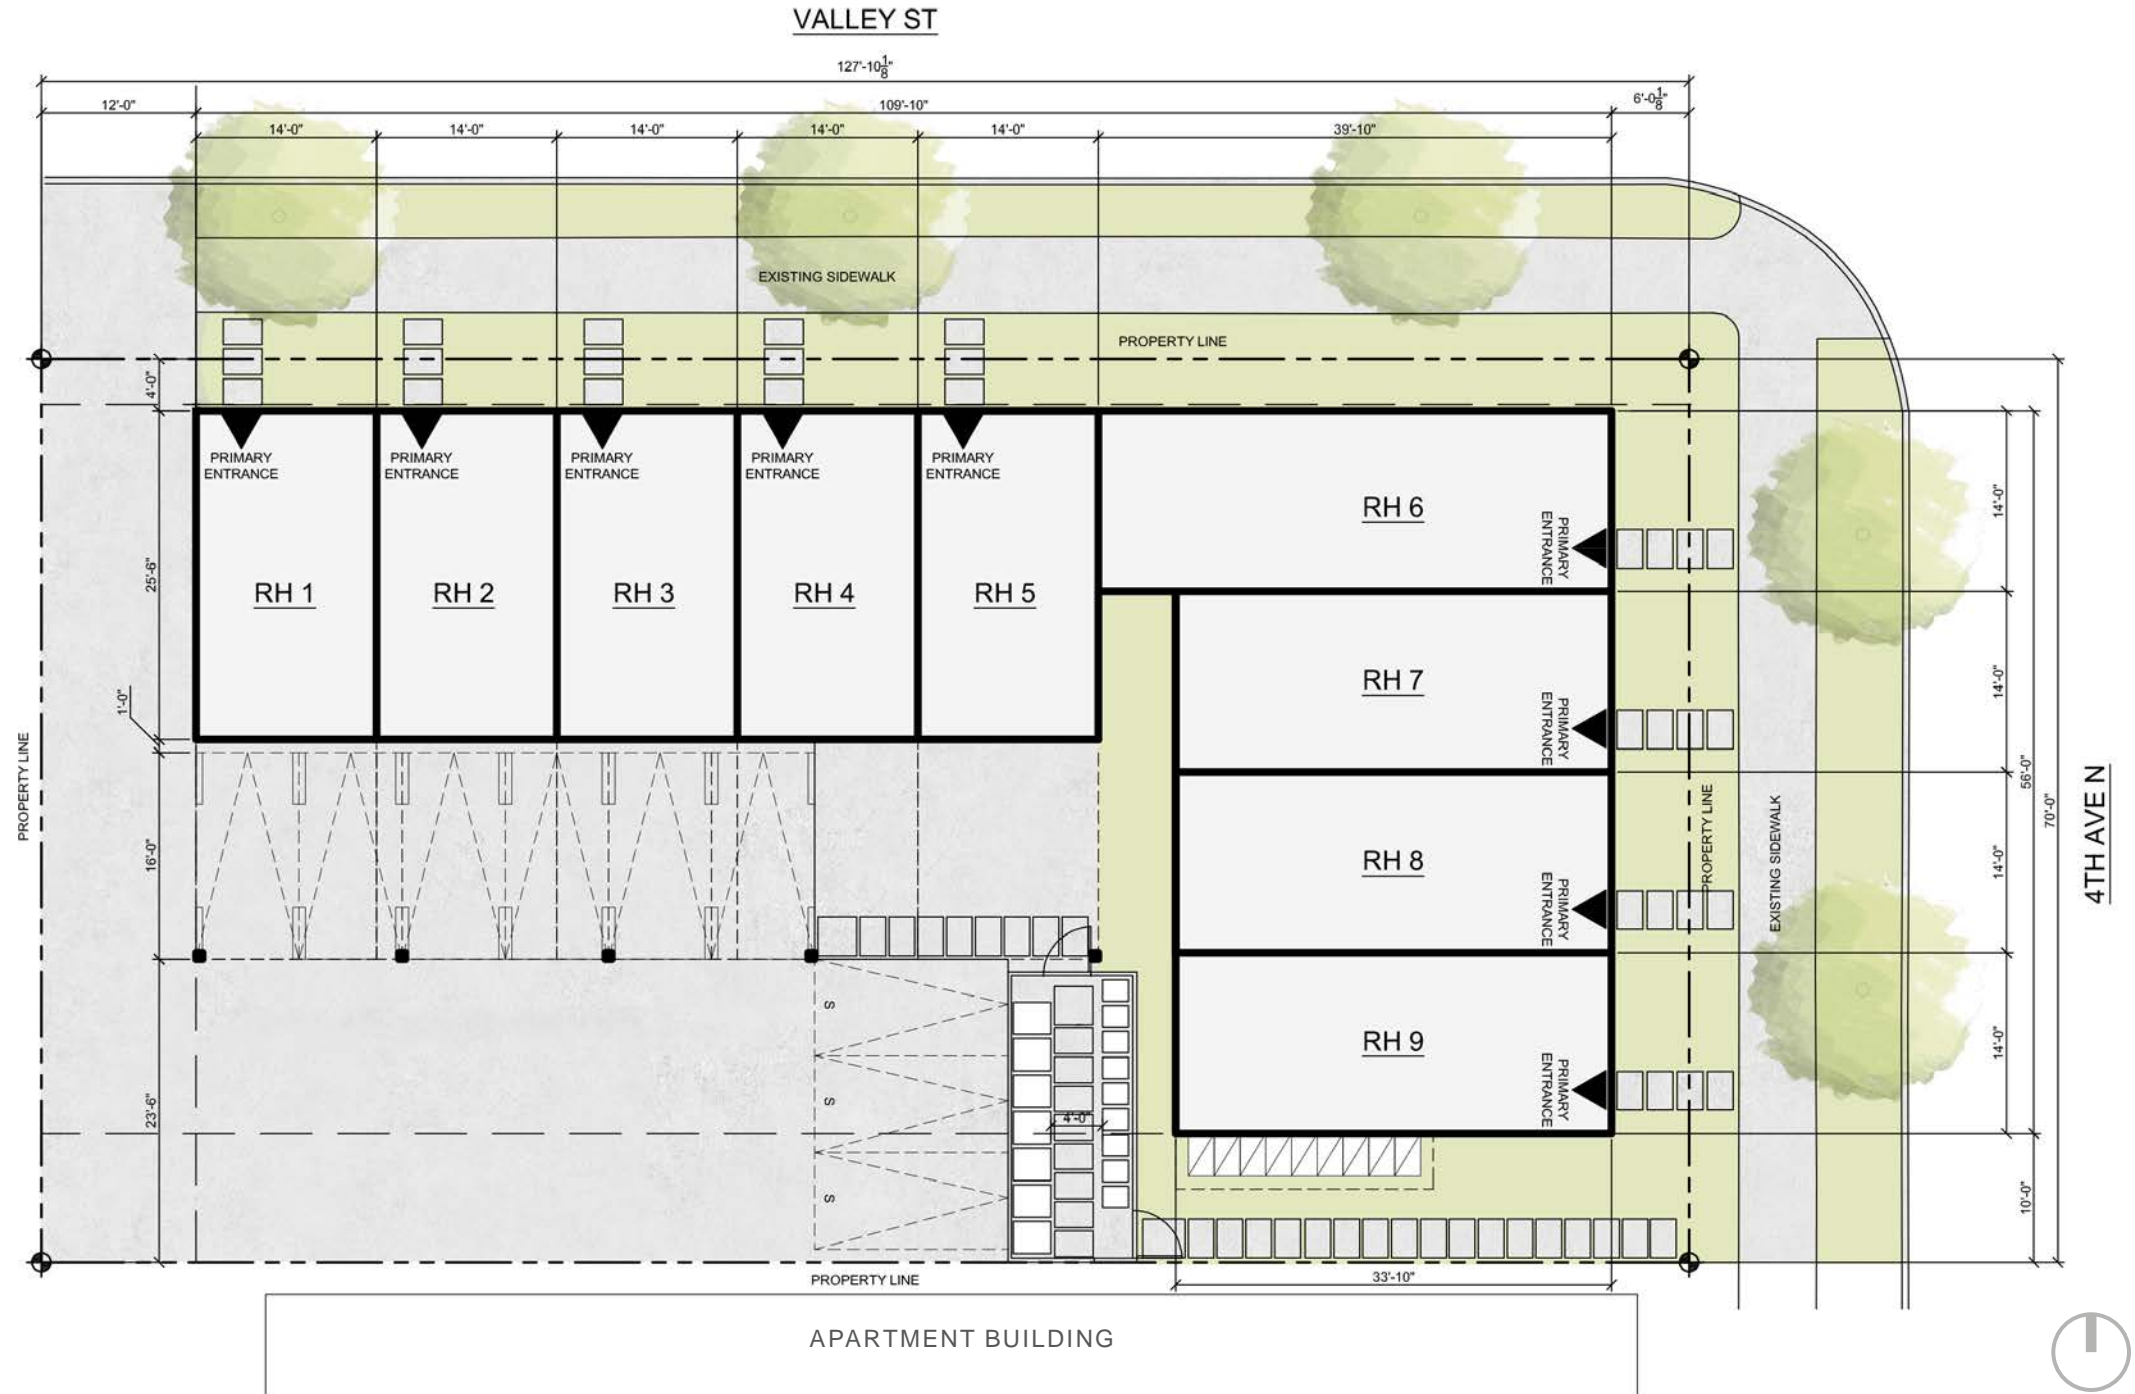 VALLEY ST
127'-10 1/8"
12'-0"
109'-10"
6'-0 1/8"
14'-0"
14'-0"
14'-0"
14'-0"
14'-0"
39'-10"
EXISTING SIDEWALK
PROPERTY LINE
4'-0"
PRIMARY
ENTRANCE
PRIMARY
ENTRANCE
PRIMARY
ENTRANCE
PRIMARY
ENTRANCE
PRIMARY
ENTRANCE
RH 6
PRIMARY
ENTRANCE
14'-0"
25'-6"
RH 1
RH 2
RH 3
RH 4
RH 5
RH 7
PRIMARY
ENTRANCE
14'-0"
1'-0"
PROPERTY LINE
16'-0"
RH 8
PRIMARY
ENTRANCE
PROPERTY LINE
EXISTING SIDEWALK
14'-0"
56'-0"
70'-0"
4TH AVE N
S
S
S
4'-0"
23'-6"
RH 9
PRIMARY
ENTRANCE
14'-0"
10'-0"
PROPERTY LINE
33'-10"
APARTMENT BUILDING